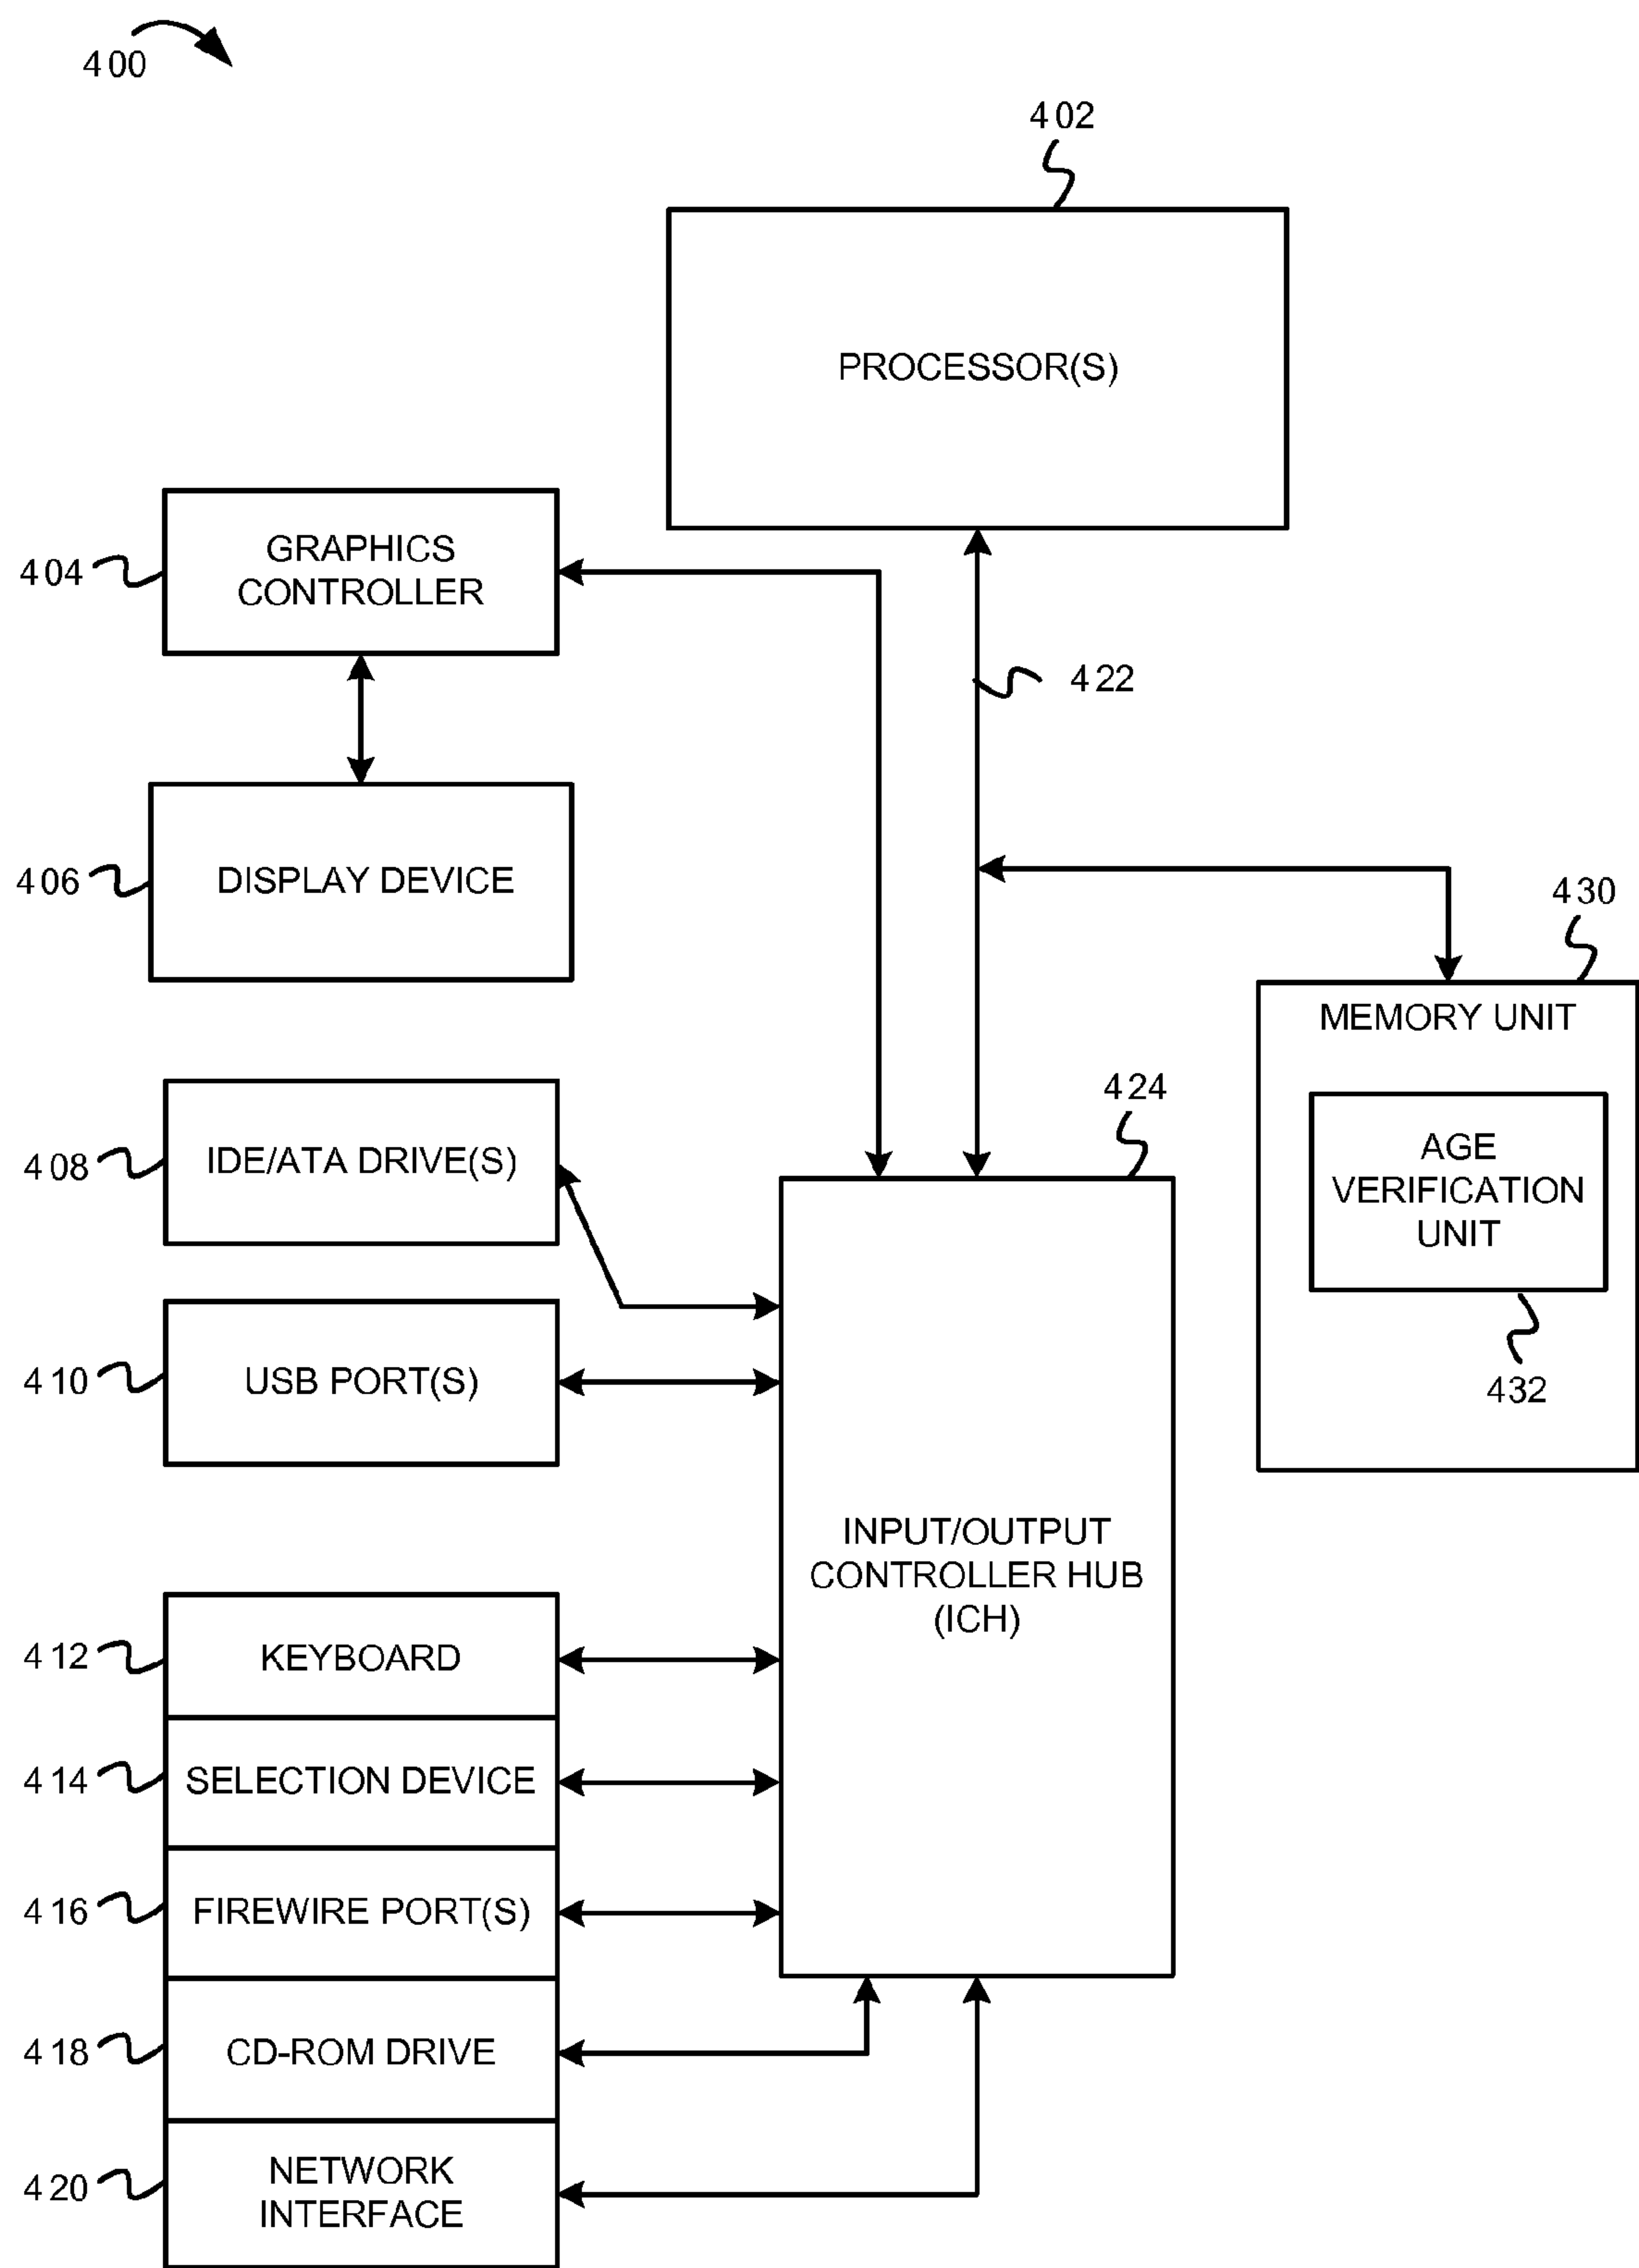 400
402
PROCESSOR(S)
404
GRAPHICS
CONTROLLER
422
406
DISPLAY DEVICE
430
MEMORY UNIT
424
408
IDE/ATA DRIVE(S)
AGE
VERIFICATION
UNIT
432
410
USB PORT(S)
INPUT/OUTPUT
CONTROLLER HUB
(ICH)
412
KEYBOARD
414
SELECTION DEVICE
416
FIREWIRE PORT(S)
418
CD-ROM DRIVE
420
NETWORK
INTERFACE